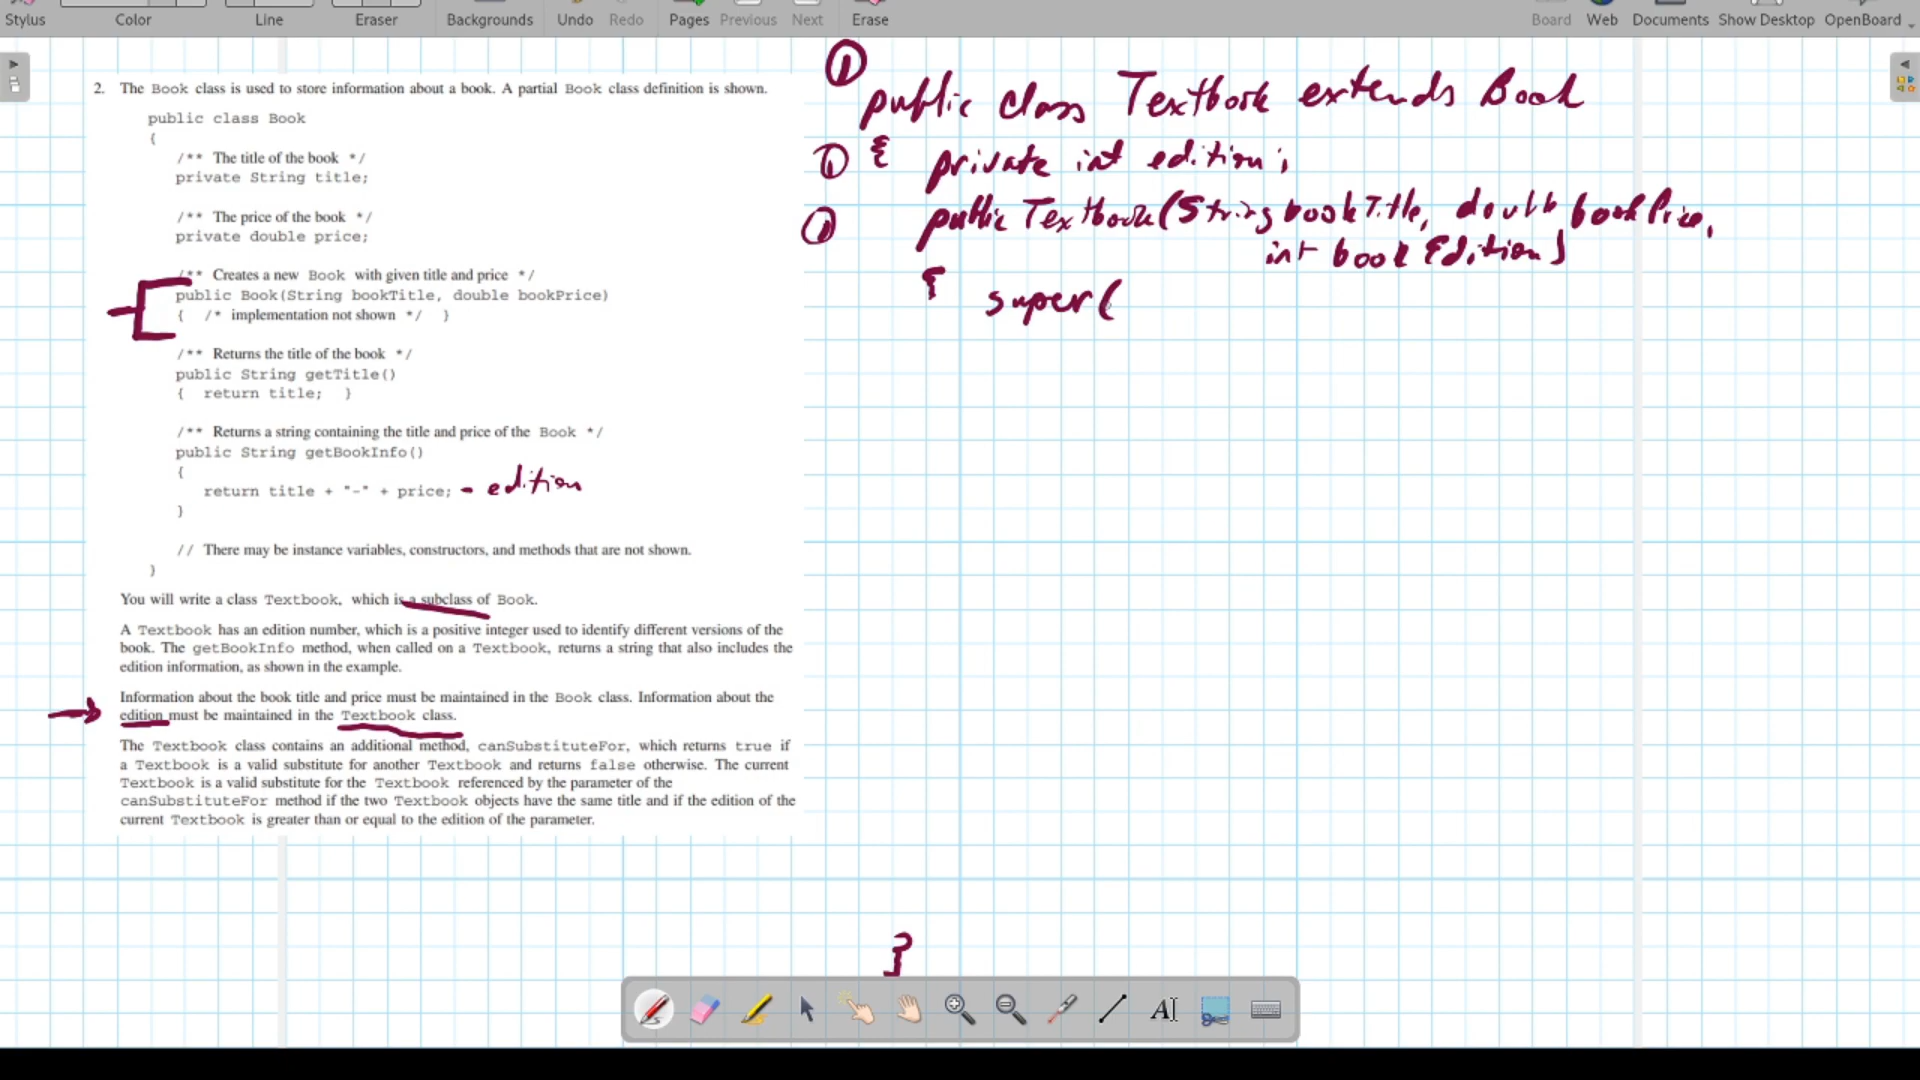 Stylus
Color
Line
Eraser
Backgrounds
Undo
Redo
Pages
Previous
Next
Erase
Board
Web
Documents
Show Desktop
OpenBoard
2. The Book class is used to store information about a book. A partial Book class definition is shown.
public class Book
{
/** The title of the book */
private String title;
/** The price of the book */
private double price;
/** Creates a new Book with given title and price */
public Book(String bookTitle, double bookPrice)
{ /* implementation not shown */ }
/** Returns the title of the book */
public String getTitle()
{ return title; }
/** Returns a string containing the title and price of the Book */
public String getBookInfo()
{
return title + "-" + price; - edition
}
// There may be instance variables, constructors, and methods that are not shown.
}
You will write a class Textbook, which is a subclass of Book.
A Textbook has an edition number, which is a positive integer used to identify different versions of the
book. The getBookInfo method, when called on a Textbook, returns a string that also includes the
edition information, as shown in the example.
Information about the book title and price must be maintained in the Book class. Information about the
edition must be maintained in the Textbook class.
The Textbook class contains an additional method, canSubstituteFor, which returns true if
a Textbook is a valid substitute for another Textbook and returns false otherwise. The current
Textbook is a valid substitute for the Textbook referenced by the parameter of the
canSubstituteFor method if the two Textbook objects have the same title and if the edition of the
current Textbook is greater than or equal to the edition of the parameter.
①
public class Textbook extends Book
① { private int edition;
① public Textbook(String bookTitle, double bookPrice,
int bookEdition)
{
super(
}
AI